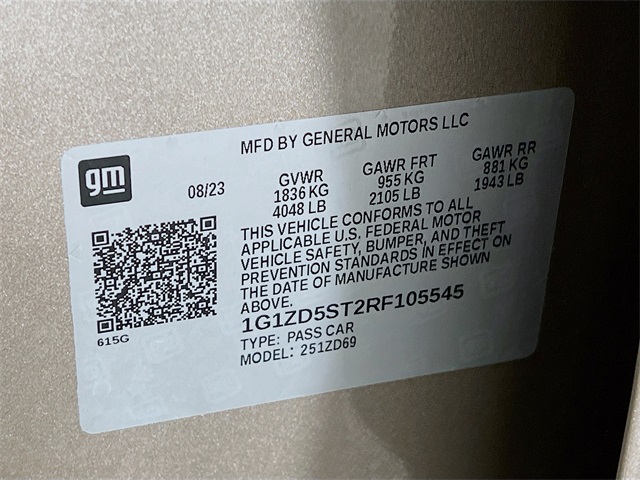 MFD BY GENERAL MOTORS LLC
gm
08/23
GVWR GAWR FRT GAWR RR
1836 KG 955 KG 881 KG
4048 LB 2105 LB 1943 LB
THIS VEHICLE CONFORMS TO ALL
APPLICABLE U.S. FEDERAL MOTOR
VEHICLE SAFETY, BUMPER, AND THEFT
PREVENTION STANDARDS IN EFFECT ON
THE DATE OF MANUFACTURE SHOWN
ABOVE.
1G1ZD5ST2RF105545
615G
TYPE: PASS CAR
MODEL: 251ZD69